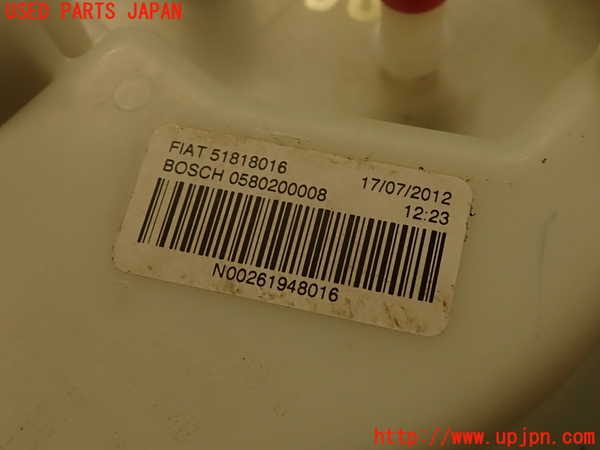 USED PARTS JAPAN
FIAT 51818016
BOSCH 0580200008
17/07/2012
12:23
N00261948016
http://www.upjpn.com/